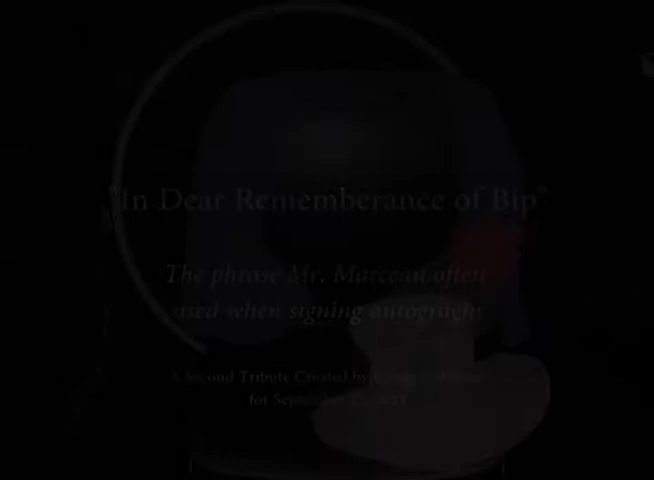 "In Dear Rememberance of Bip"
The phrase Mr. Marceau often
used when signing autographs
A Second Tribute Created by
for September